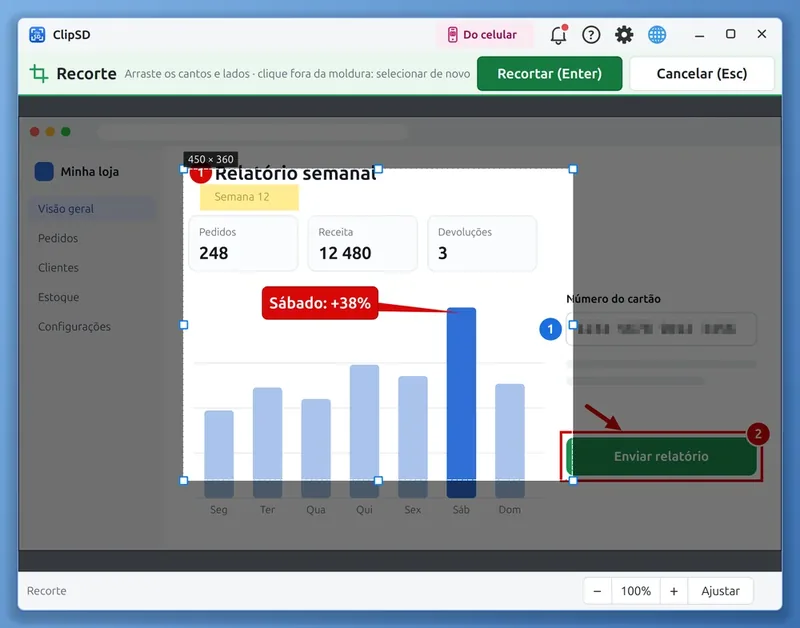 ClipSD
Do celular
Recorte
Arraste os cantos e lados · clique fora da moldura: selecionar de novo
Recortar (Enter)
Cancelar (Esc)
450 × 360
Minha loja
Visão geral
Pedidos
Clientes
Estoque
Configurações
1
Relatório semanal
Semana 12
Pedidos
248
Receita
12 480
Devoluções
3
Sábado: +38%
Seg
Ter
Qua
Qui
Sex
Sáb
Dom
Número do cartão
1
2
Enviar relatório
Recorte
−
100%
+
Ajustar